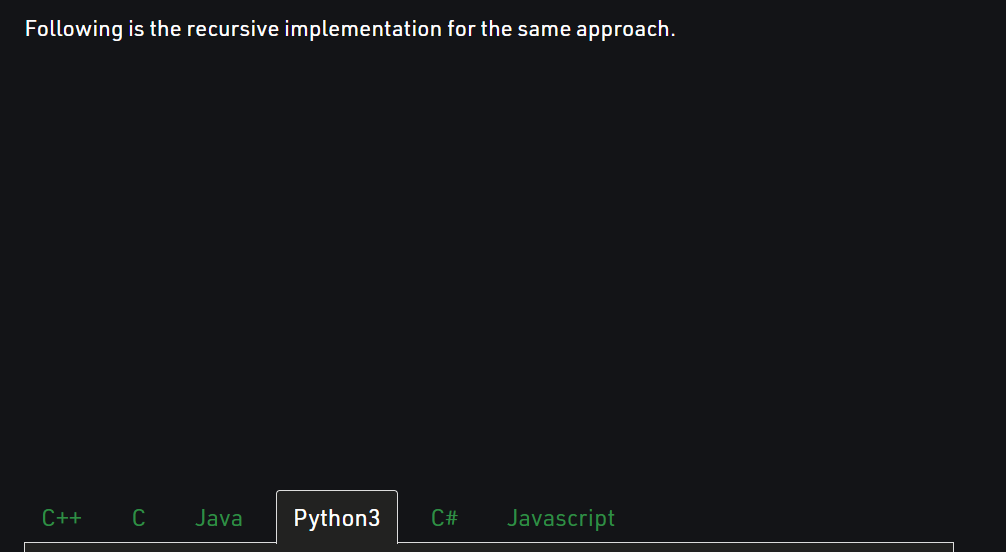 Following is the recursive implementation for the same approach.
C++ C Java Python3 C# Javascript